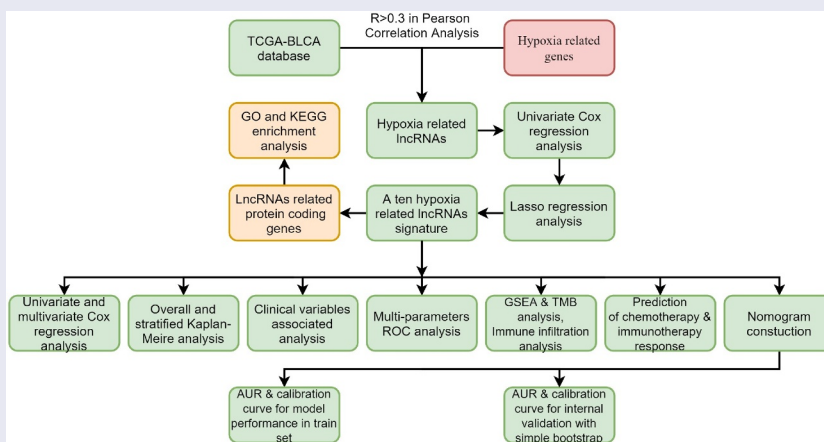 R>0.3 in Pearson
Correlation Analysis
TCGA-BLCA
database
Hypoxia related
genes
GO and KEGG
enrichment
analysis
Hypoxia related
lncRNAs
Univariate Cox
regression
analysis
LncRNAs related
protein coding
genes
A ten hypoxia
related lncRNAs
signature
Lasso regression
analysis
Univariate and
multivariate Cox
regression
analysis
Overall and
stratified Kaplan-
Meire analysis
Clinical variables
associated
analysis
Multi-parameters
ROC analysis
GSEA & TMB
analysis,
Immune infiltration
analysis
Prediction
of chemotherapy &
immunotherapy
response
Nomogram
constuction
AUR & calibration
curve for model
performance in train
set
AUR & calibration
curve for internal
validation with
simple bootstrap